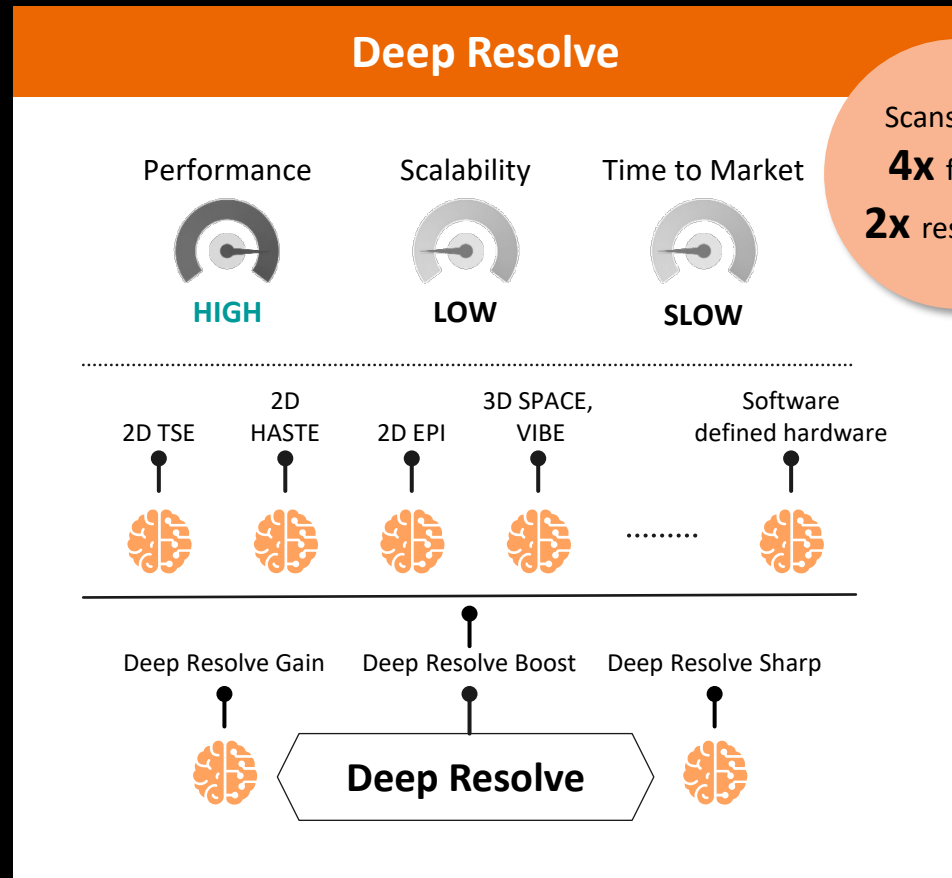 Deep Resolve
Scans
4x f
2x res
Performance
Scalability
Time to Market
HIGH
LOW
SLOW
2D TSE
2D
HASTE
2D EPI
3D SPACE,
VIBE
Software
defined hardware
Deep Resolve Gain
Deep Resolve Boost
Deep Resolve Sharp
Deep Resolve